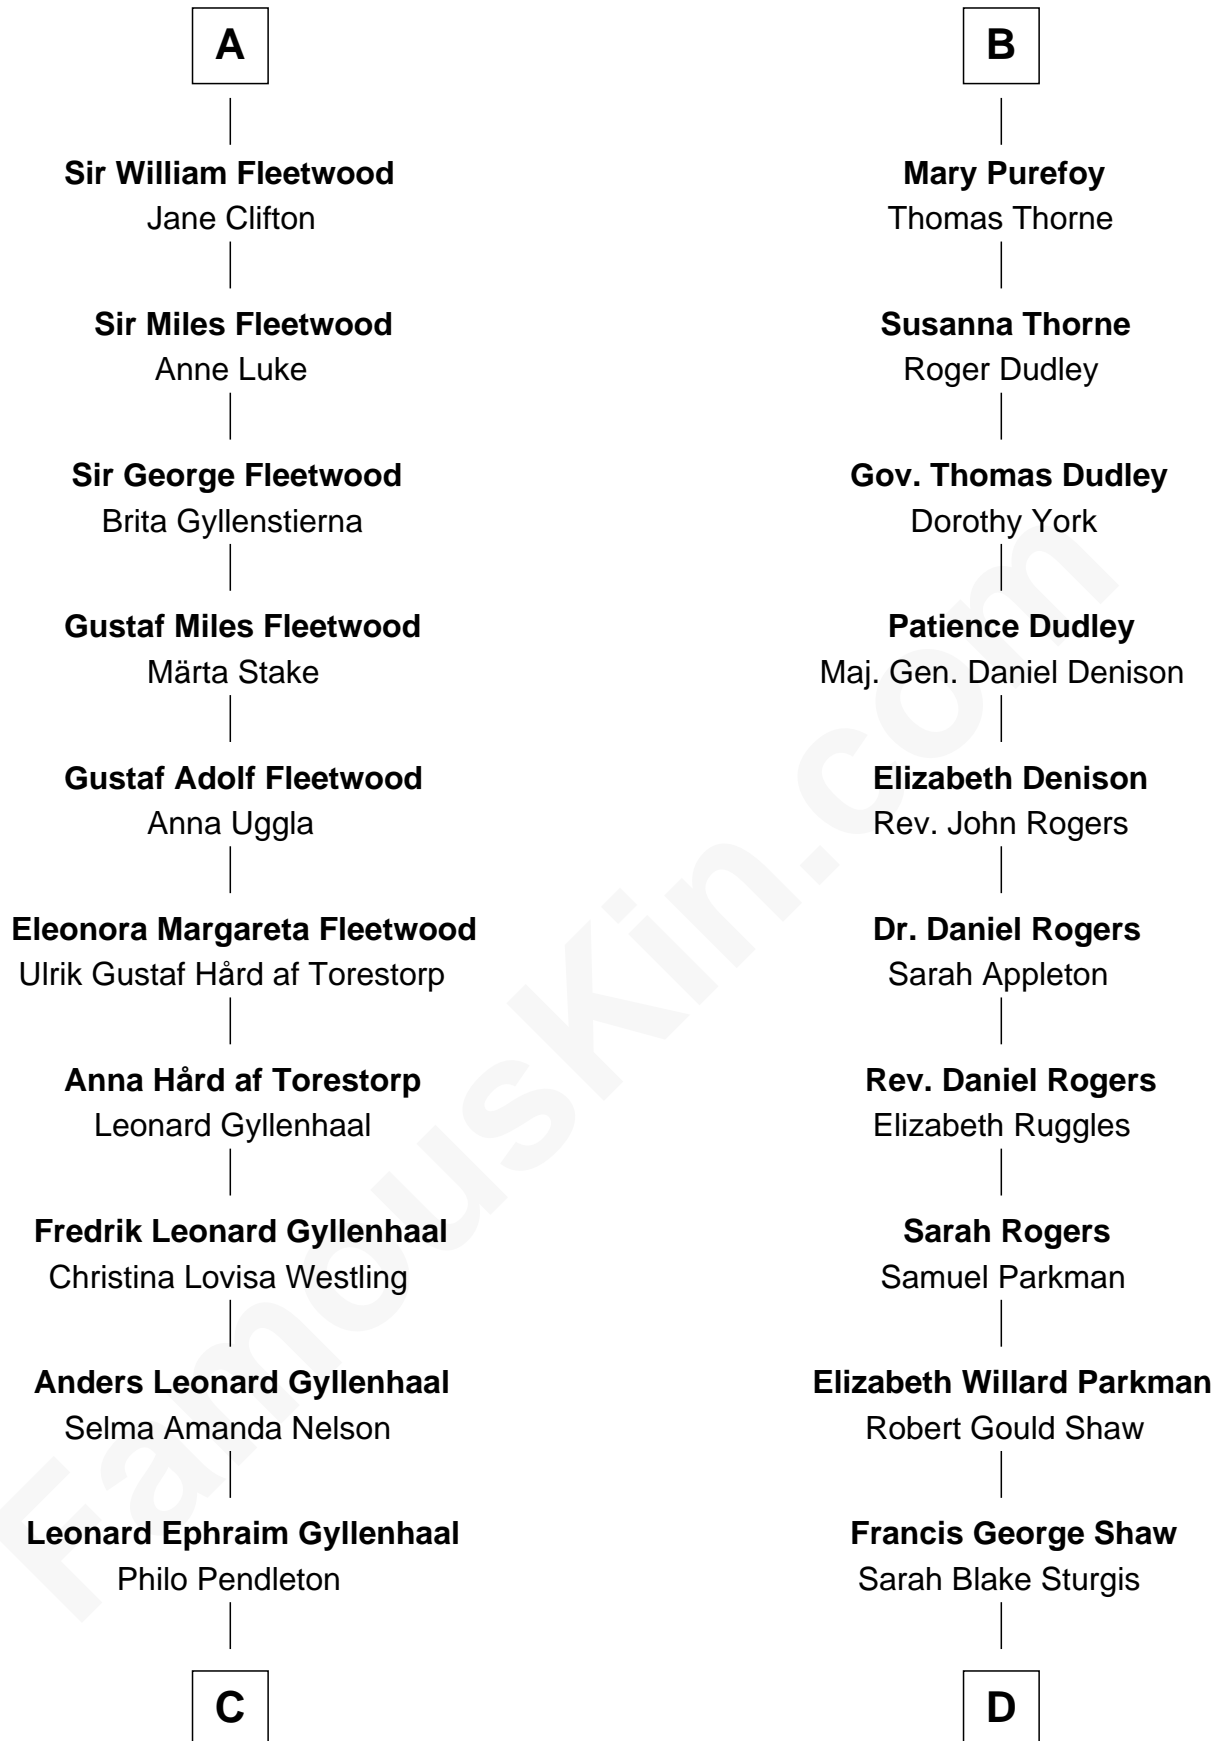 A
Sir William Fleetwood
Jane Clifton
Sir Miles Fleetwood
Anne Luke
Sir George Fleetwood
Brita Gyllenstierna
Gustaf Miles Fleetwood
Märta Stake
Gustaf Adolf Fleetwood
Anna Uggla
Eleonora Margareta Fleetwood
Ulrik Gustaf Hård af Torestorp
Anna Hård af Torestorp
Leonard Gyllenhaal
Fredrik Leonard Gyllenhaal
Christina Lovisa Westling
Anders Leonard Gyllenhaal
Selma Amanda Nelson
Leonard Ephraim Gyllenhaal
Philo Pendleton
C
B
Mary Purefoy
Thomas Thorne
Susanna Thorne
Roger Dudley
Gov. Thomas Dudley
Dorothy York
Patience Dudley
Maj. Gen. Daniel Denison
Elizabeth Denison
Rev. John Rogers
Dr. Daniel Rogers
Sarah Appleton
Rev. Daniel Rogers
Elizabeth Ruggles
Sarah Rogers
Samuel Parkman
Elizabeth Willard Parkman
Robert Gould Shaw
Francis George Shaw
Sarah Blake Sturgis
D
FamousKin.com